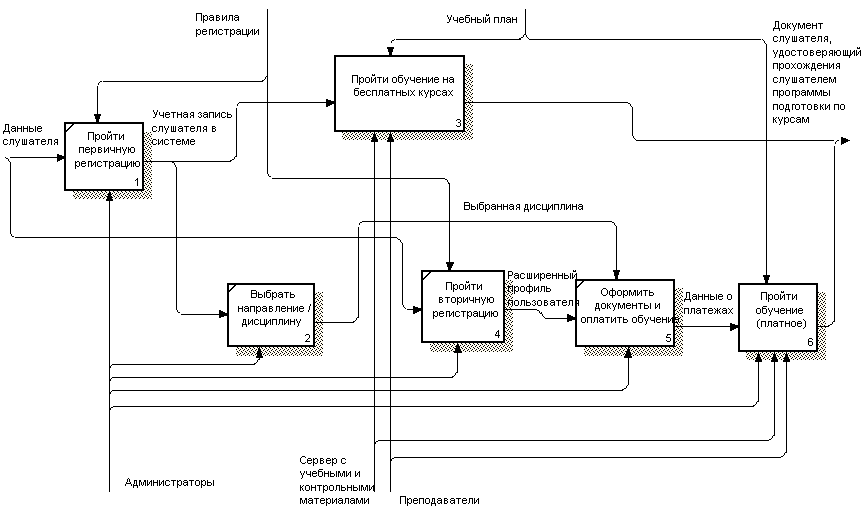 Правила
регистрации
Учебный план
Документ
слушателя,
удостоверяющий
прохождения
слушателем
программы
подготовки по
курсам
Пройти обучение на
бесплатных курсах
3
Учетная запись
слушателя в
системе
Данные
слушателя
Пройти
первичную
регистрацию
1
Выбранная дисциплина
Выбрать
направление /
дисциплину
2
Пройти
вторичную
регистрацию
4
Расширенный
профиль
пользователя
Оформить
документы и
оплатить обучение
5
Данные о
платежах
Пройти
обучение
(платное)
6
Администраторы
Сервер с
учебными и
контрольными
материалами
Преподаватели